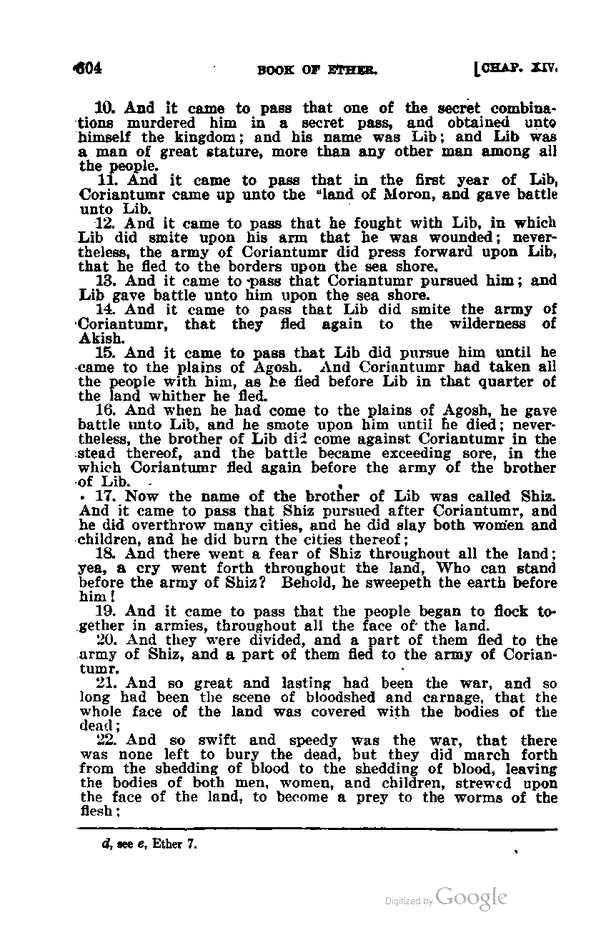 604 BOOK OF ETHER. [CHAP. XIV.
10. And it came to pass that one of the secret combina-
tions murdered him in a secret pass, and obtained unto
himself the kingdom; and his name was Lib; and Lib was
a man of great stature, more than any other man among all
the people.
11. And it came to pass that in the first year of Lib,
Coriantumr came up unto the dland of Moron, and gave battle
unto Lib.
12. And it came to pass that he fought with Lib, in which
Lib did smite upon his arm that he was wounded; never-
theless, the army of Coriantumr did press forward upon Lib,
that he fled to the borders upon the sea shore.
13. And it came to pass that Coriantumr pursued him; and
Lib gave battle unto him upon the sea shore.
14. And it came to pass that Lib did smite the army of
Coriantumr, that they fled again to the wilderness of
Akish.
15. And it came to pass that Lib did pursue him until he
came to the plains of Agosh. And Coriantumr had taken all
the people with him, as he fled before Lib in that quarter of
the land whither he fled.
16. And when he had come to the plains of Agosh, he gave
battle unto Lib, and he smote upon him until he died; never-
theless, the brother of Lib did come against Coriantumr in the
stead thereof, and the battle became exceeding sore, in the
which Coriantumr fled again before the army of the brother
of Lib.
17. Now the name of the brother of Lib was called Shiz.
And it came to pass that Shiz pursued after Coriantumr, and
he did overthrow many cities, and he did slay both women and
children, and he did burn the cities thereof;
18. And there went a fear of Shiz throughout all the land;
yea, a cry went forth throughout the land, Who can stand
before the army of Shiz? Behold, he sweepeth the earth before
him!
19. And it came to pass that the people began to flock to-
gether in armies, throughout all the face of the land.
20. And they were divided, and a part of them fled to the
army of Shiz, and a part of them fled to the army of Corian-
tumr.
21. And so great and lasting had been the war, and so
long had been the scene of bloodshed and carnage, that the
whole face of the land was covered with the bodies of the
dead;
22. And so swift and speedy was the war, that there
was none left to bury the dead, but they did march forth
from the shedding of blood to the shedding of blood, leaving
the bodies of both men, women, and children, strewed upon
the face of the land, to become a prey to the worms of the
flesh;
d, see e, Ether 7.
Digitized by Google